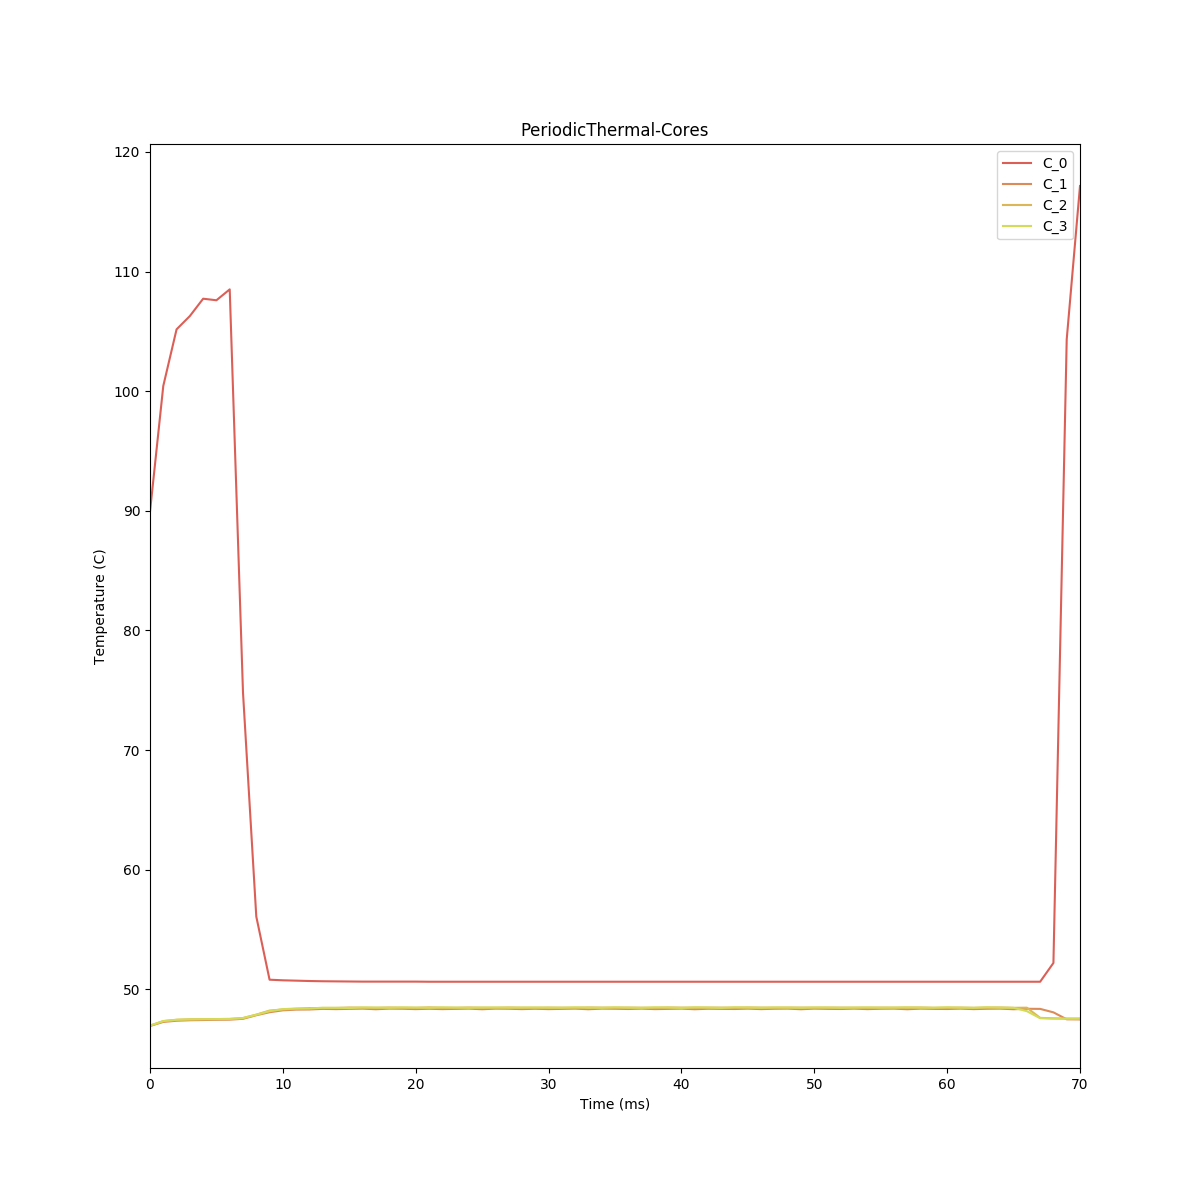 PeriodicThermal-Cores
120
110
100
90
80
70
60
50
Temperature (C)
C_0
C_1
C_2
C_3
0 10 20 30 40 50 60 70
Time (ms)